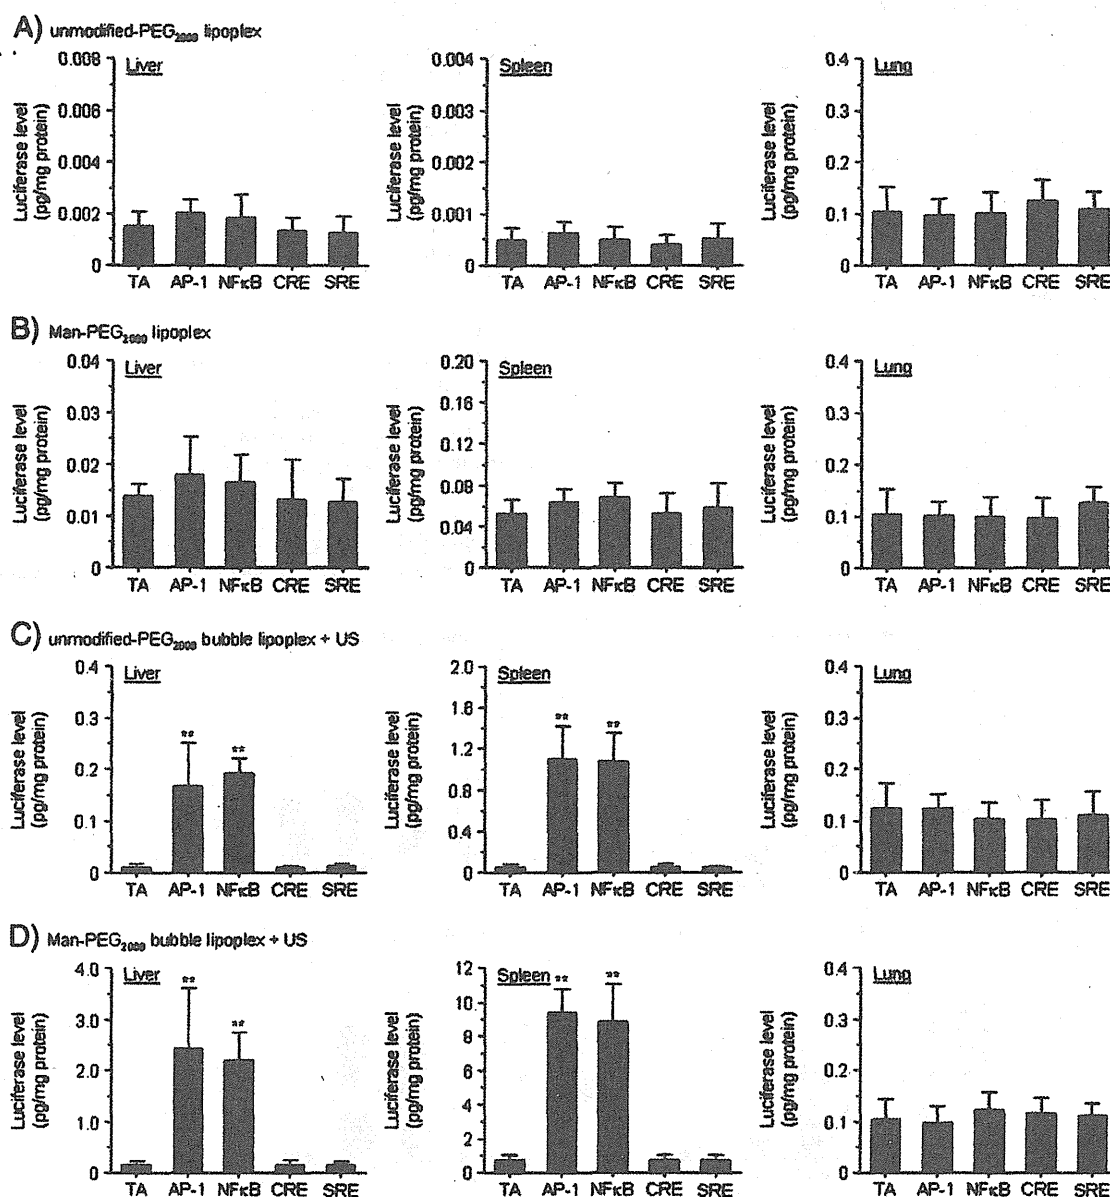 A) unmodified-PEG2000 lipoplex
Liver
Luciferase level
(pg/mg protein)
0.008
0.006
0.004
0.002
0
TA AP-1 NFκB CRE SRE
Spleen
Luciferase level
(pg/mg protein)
0.004
0.003
0.002
0.001
0
TA AP-1 NFκB CRE SRE
Lung
Luciferase level
(pg/mg protein)
0.4
0.3
0.2
0.1
0
TA AP-1 NFκB CRE SRE
B) Man-PEG2000 lipoplex
Liver
Luciferase level
(pg/mg protein)
0.04
0.03
0.02
0.01
0
TA AP-1 NFκB CRE SRE
Spleen
Luciferase level
(pg/mg protein)
0.20
0.16
0.12
0.08
0.04
0
TA AP-1 NFκB CRE SRE
Lung
Luciferase level
(pg/mg protein)
0.4
0.3
0.2
0.1
0
TA AP-1 NFκB CRE SRE
C) unmodified-PEG2000 bubble lipoplex + US
Liver
Luciferase level
(pg/mg protein)
0.4
0.3
0.2
0.1
0
** **
TA AP-1 NFκB CRE SRE
Spleen
Luciferase level
(pg/mg protein)
2.0
1.6
1.2
0.8
0.4
0
** **
TA AP-1 NFκB CRE SRE
Lung
Luciferase level
(pg/mg protein)
0.4
0.3
0.2
0.1
0
TA AP-1 NFκB CRE SRE
D) Man-PEG2000 bubble lipoplex + US
Liver
Luciferase level
(pg/mg protein)
4.0
3.0
2.0
1.0
0
** **
TA AP-1 NFκB CRE SRE
Spleen
Luciferase level
(pg/mg protein)
12
10
8
6
4
2
0
** **
TA AP-1 NFκB CRE SRE
Lung
Luciferase level
(pg/mg protein)
0.4
0.3
0.2
0.1
0
TA AP-1 NFκB CRE SRE